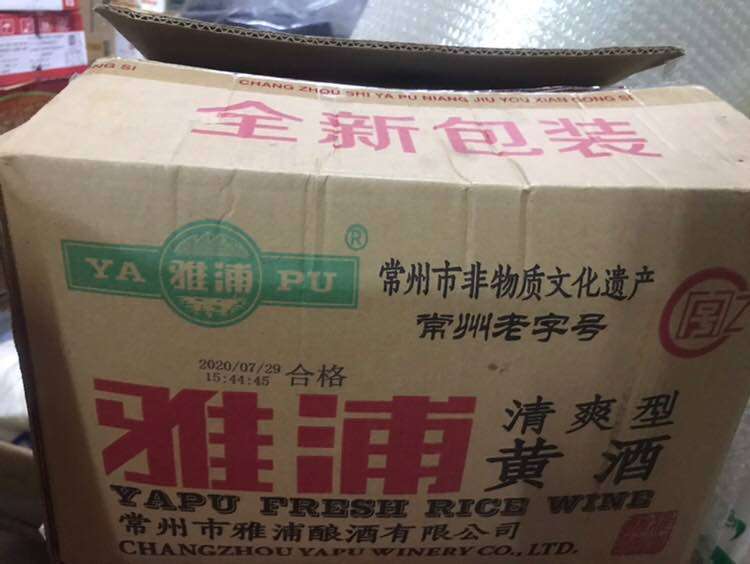 NG SI
CHANG ZHOU SHI YA PU NIANG JIU YOU XIAN GONG SI
全新包装
YA 雅浦 PU ®
常州市非物质文化遗产
常州老字号
2020/07/29
15:44:45 合格
雅浦 清爽型
黄酒
YAPU FRESH RICE WINE
常州市雅浦酿酒有限公司
CHANGZHOU YAPU WINERY CO., LTD.